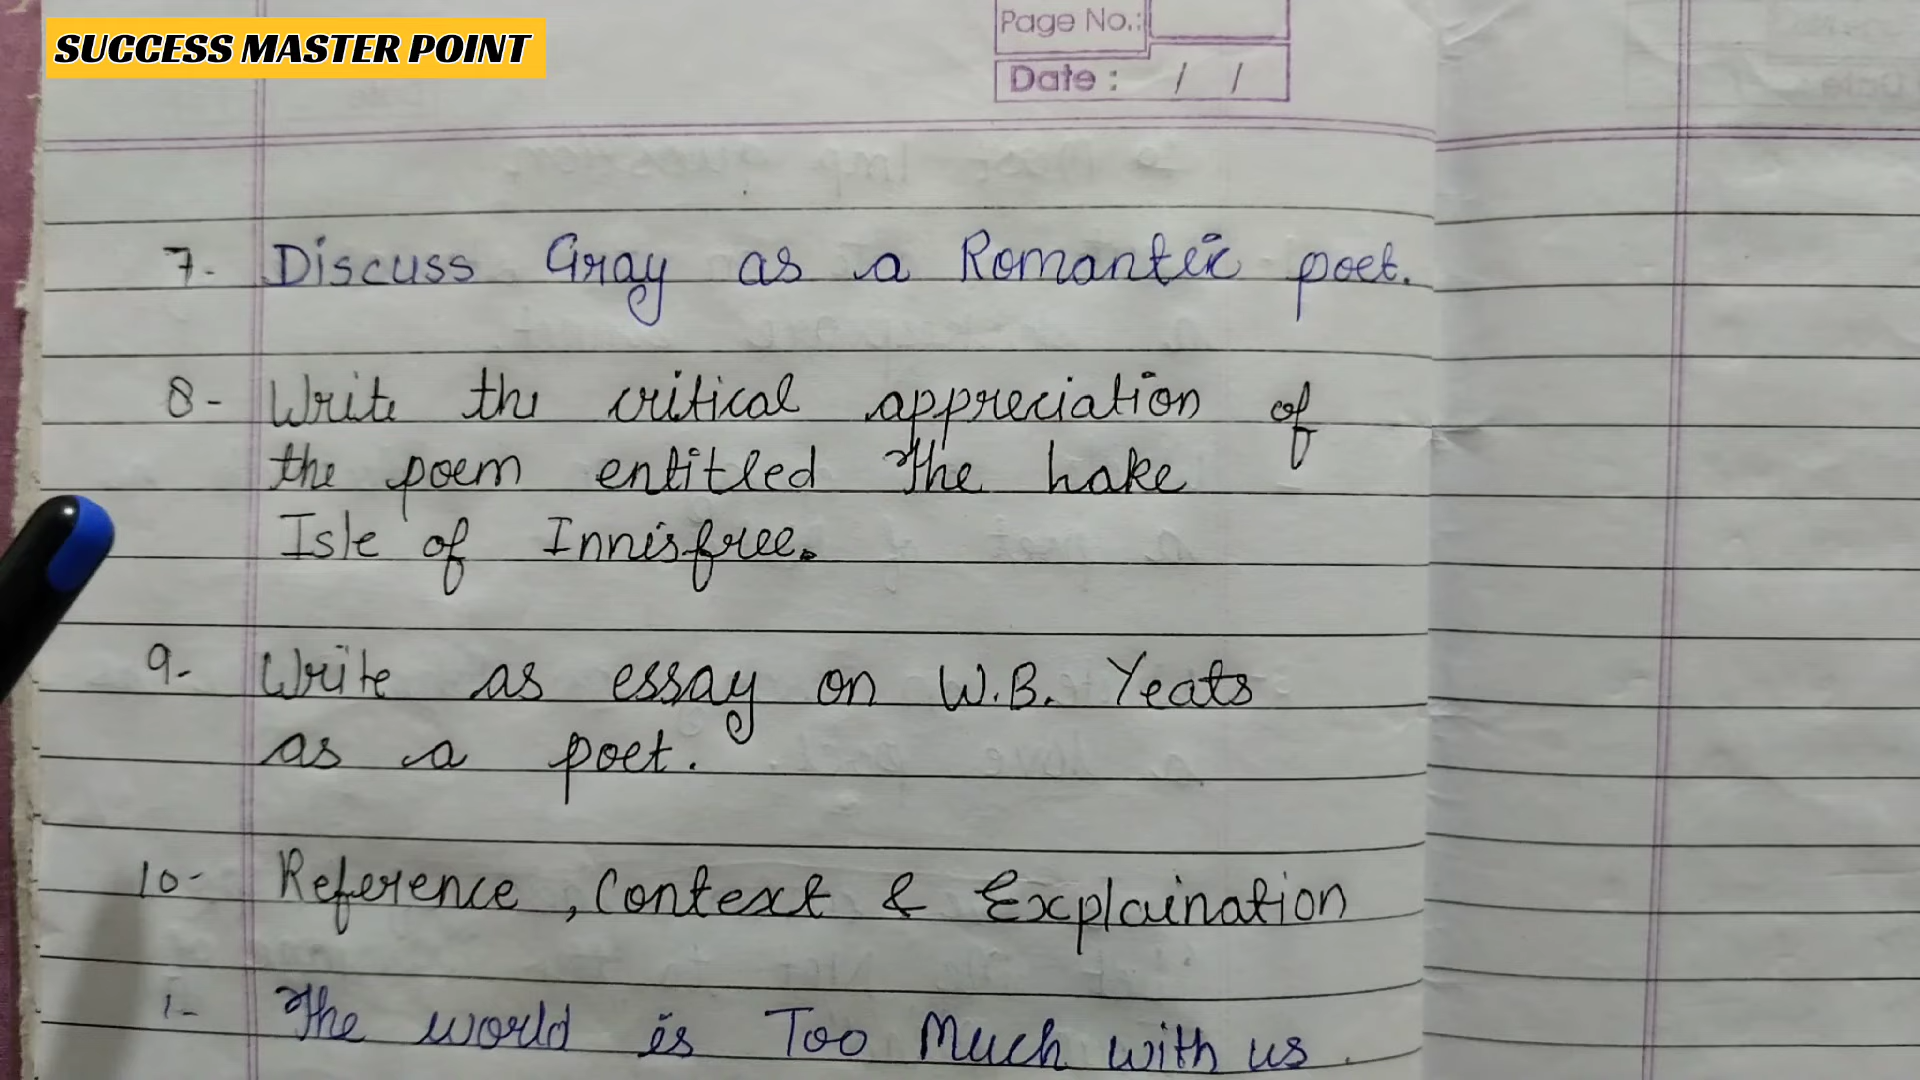 SUCCESS MASTER POINT
Page No.:
Date : / /
7- Discuss Gray as a Romantic poet.
8- Write the critical appreciation of
the poem entitled The Lake
Isle of Innisfree.
9- Write as essay on W.B. Yeats
as a poet.
10- Reference, Context & Explaination
1- The world is Too Much with us.